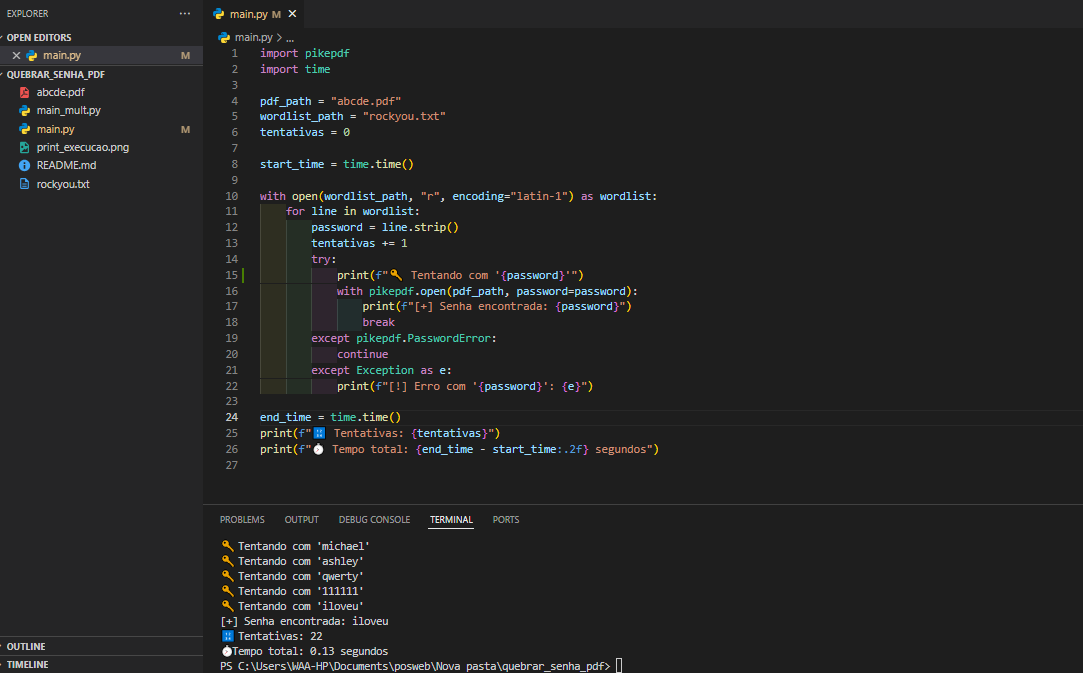 EXPLORER
···
OPEN EDITORS
main.py M
QUEBRAR_SENHA_PDF
abcde.pdf
main_mult.py
main.py M
print_execucao.png
README.md
rockyou.txt
OUTLINE
TIMELINE
main.py M
main.py > ...
1 import pikepdf
2 import time
3
4 pdf_path = "abcde.pdf"
5 wordlist_path = "rockyou.txt"
6 tentativas = 0
7
8 start_time = time.time()
9
10 with open(wordlist_path, "r", encoding="latin-1") as wordlist:
11     for line in wordlist:
12         password = line.strip()
13         tentativas += 1
14         try:
15             print(f"🔑 Tentando com '{password}'")
16             with pikepdf.open(pdf_path, password=password):
17                 print(f"[+] Senha encontrada: {password}")
18                 break
19         except pikepdf.PasswordError:
20             continue
21         except Exception as e:
22             print(f"[!] Erro com '{password}': {e}")
23
24 end_time = time.time()
25 print(f"🔢 Tentativas: {tentativas}")
26 print(f"⏱ Tempo total: {end_time - start_time:.2f} segundos")
27
PROBLEMS OUTPUT DEBUG CONSOLE TERMINAL PORTS
🔑 Tentando com 'michael'
🔑 Tentando com 'ashley'
🔑 Tentando com 'qwerty'
🔑 Tentando com '111111'
🔑 Tentando com 'iloveu'
[+] Senha encontrada: iloveu
🔢 Tentativas: 22
⏱Tempo total: 0.13 segundos
PS C:\Users\WAA-HP\Documents\posweb\Nova pasta\quebrar_senha_pdf>